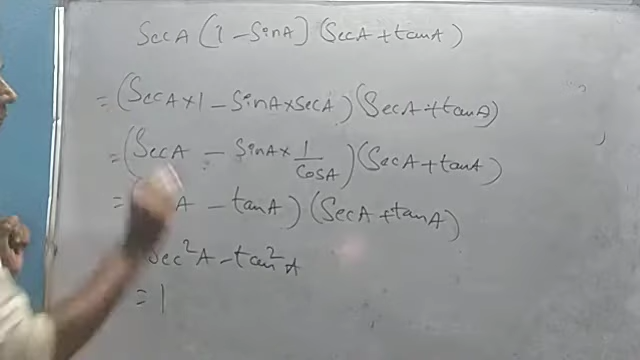 SecA (1 - SinA) (SecA + tanA)
= (SecA × 1 - SinA × SecA) (SecA + tanA)
= (SecA - SinA × 1/CosA) (SecA + tanA)
= A - tanA) (SecA + tanA)
Sec²A - tan²A
= 1